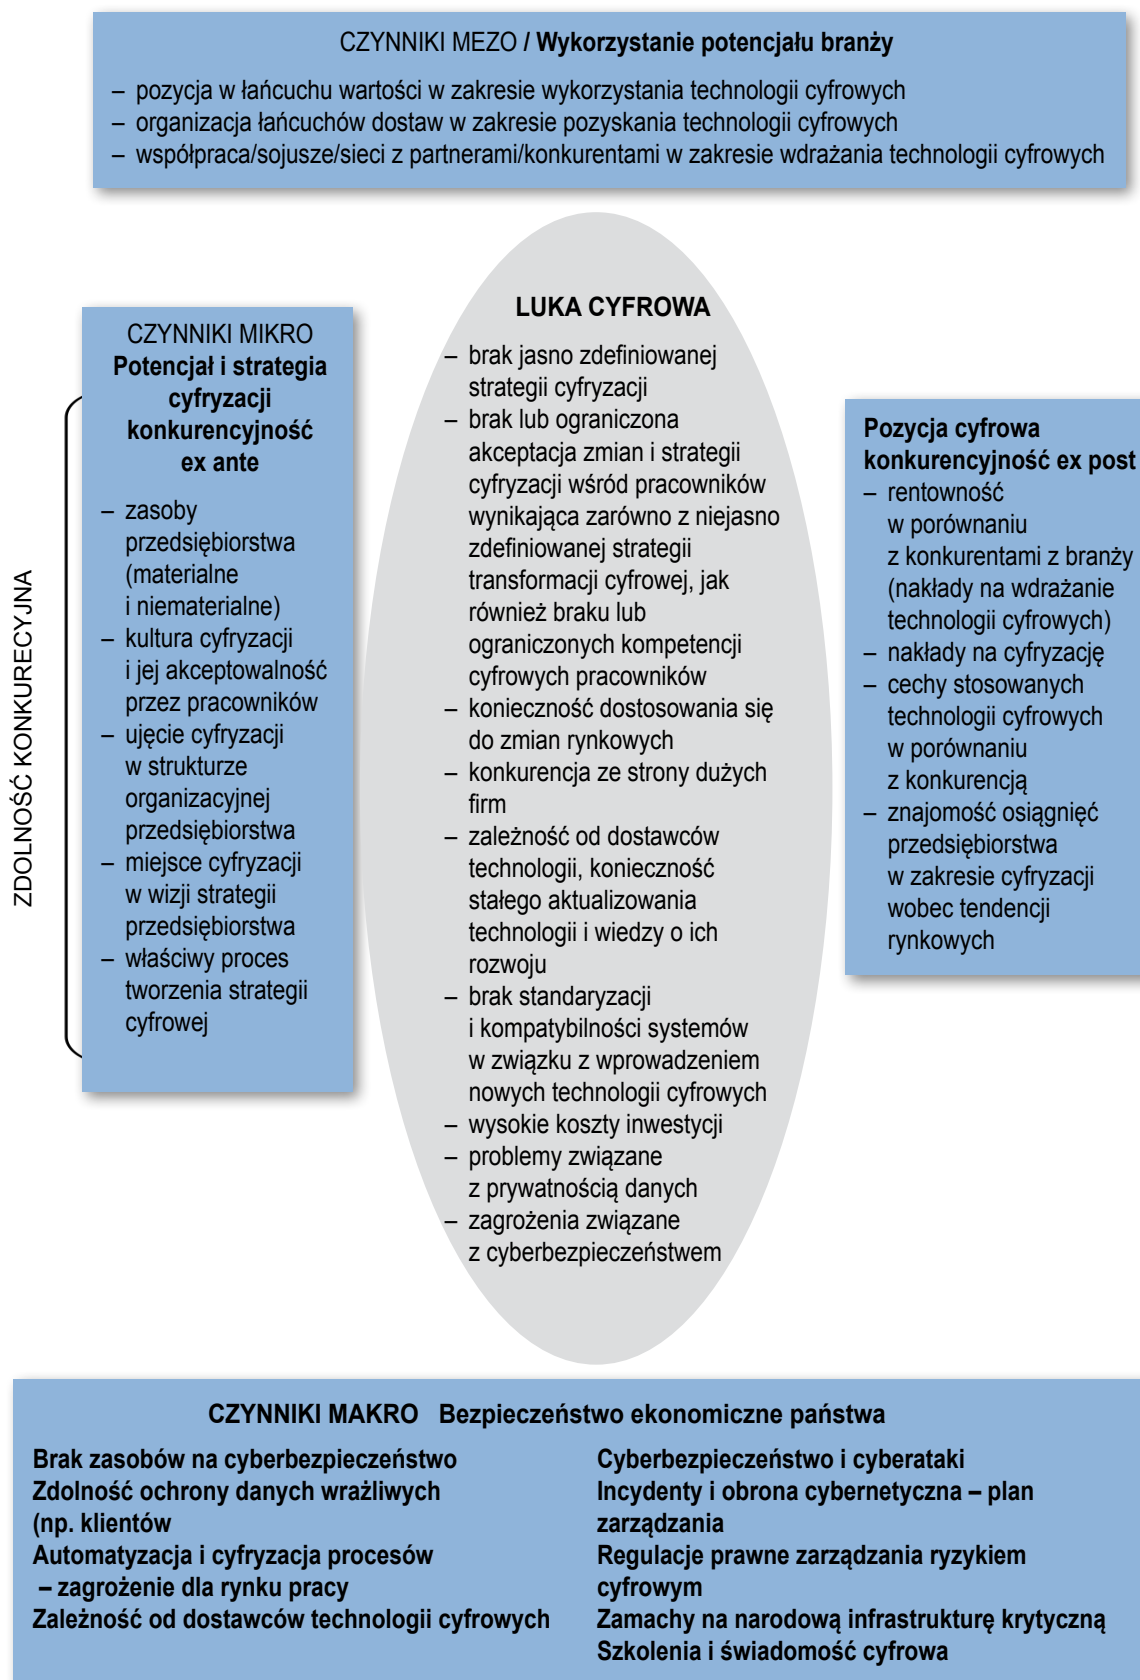 CZYNNIKI MEZO / Wykorzystanie potencjału branży
– pozycja w łańcuchu wartości w zakresie wykorzystania technologii cyfrowych
– organizacja łańcuchów dostaw w zakresie pozyskania technologii cyfrowych
– współpraca/sojusze/sieci z partnerami/konkurentami w zakresie wdrażania technologii cyfrowych
ZDOLNOŚĆ KONKURECYJNA
CZYNNIKI MIKRO
Potencjał i strategia
cyfryzacji
konkurencyjność
ex ante
– zasoby
przedsiębiorstwa
(materialne
i niematerialne)
– kultura cyfryzacji
i jej akceptowalność
przez pracowników
– ujęcie cyfryzacji
w strukturze
organizacyjnej
przedsiębiorstwa
– miejsce cyfryzacji
w wizji strategii
przedsiębiorstwa
– właściwy proces
tworzenia strategii
cyfrowej
LUKA CYFROWA
– brak jasno zdefiniowanej
strategii cyfryzacji
– brak lub ograniczona
akceptacja zmian i strategii
cyfryzacji wśród pracowników
wynikająca zarówno z niejasno
zdefiniowanej strategii
transformacji cyfrowej, jak
również braku lub
ograniczonych kompetencji
cyfrowych pracowników
– konieczność dostosowania się
do zmian rynkowych
– konkurencja ze strony dużych
firm
– zależność od dostawców
technologii, konieczność
stałego aktualizowania
technologii i wiedzy o ich
rozwoju
– brak standaryzacji
i kompatybilności systemów
w związku z wprowadzeniem
nowych technologii cyfrowych
– wysokie koszty inwestycji
– problemy związane
z prywatnością danych
– zagrożenia związane
z cyberbezpieczeństwem
Pozycja cyfrowa
konkurencyjność ex post
– rentowność
w porównaniu
z konkurentami z branży
(nakłady na wdrażanie
technologii cyfrowych)
– nakłady na cyfryzację
– cechy stosowanych
technologii cyfrowych
w porównaniu
z konkurencją
– znajomość osiągnięć
przedsiębiorstwa
w zakresie cyfryzacji
wobec tendencji
rynkowych
CZYNNIKI MAKRO Bezpieczeństwo ekonomiczne państwa
Brak zasobów na cyberbezpieczeństwo
Zdolność ochrony danych wrażliwych
(np. klientów
Automatyzacja i cyfryzacja procesów
– zagrożenie dla rynku pracy
Zależność od dostawców technologii cyfrowych
Cyberbezpieczeństwo i cyberataki
Incydenty i obrona cybernetyczna – plan
zarządzania
Regulacje prawne zarządzania ryzykiem
cyfrowym
Zamachy na narodową infrastrukturę krytyczną
Szkolenia i świadomość cyfrowa